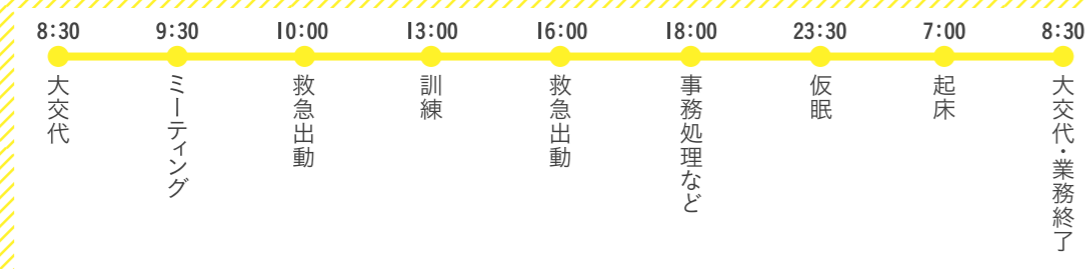 8:30
大交代
9:30
ミーティング
10:00
救急出動
13:00
訓練
16:00
救急出動
18:00
事務処理など
23:30
仮眠
7:00
起床
8:30
大交代・業務終了